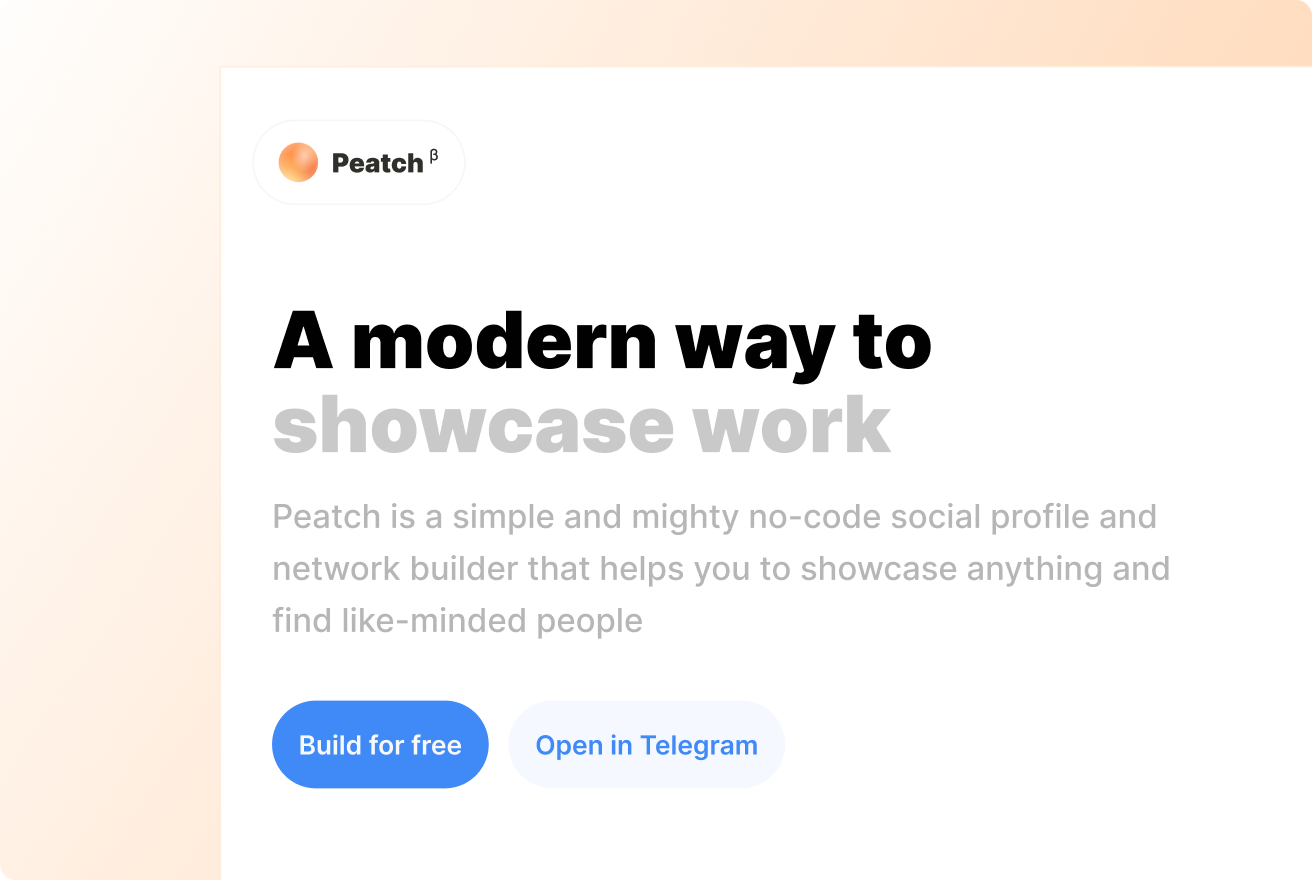 Peatch β
A modern way to
showcase work
Peatch is a simple and mighty no-code social profile and
network builder that helps you to showcase anything and
find like-minded people
Build for free
Open in Telegram